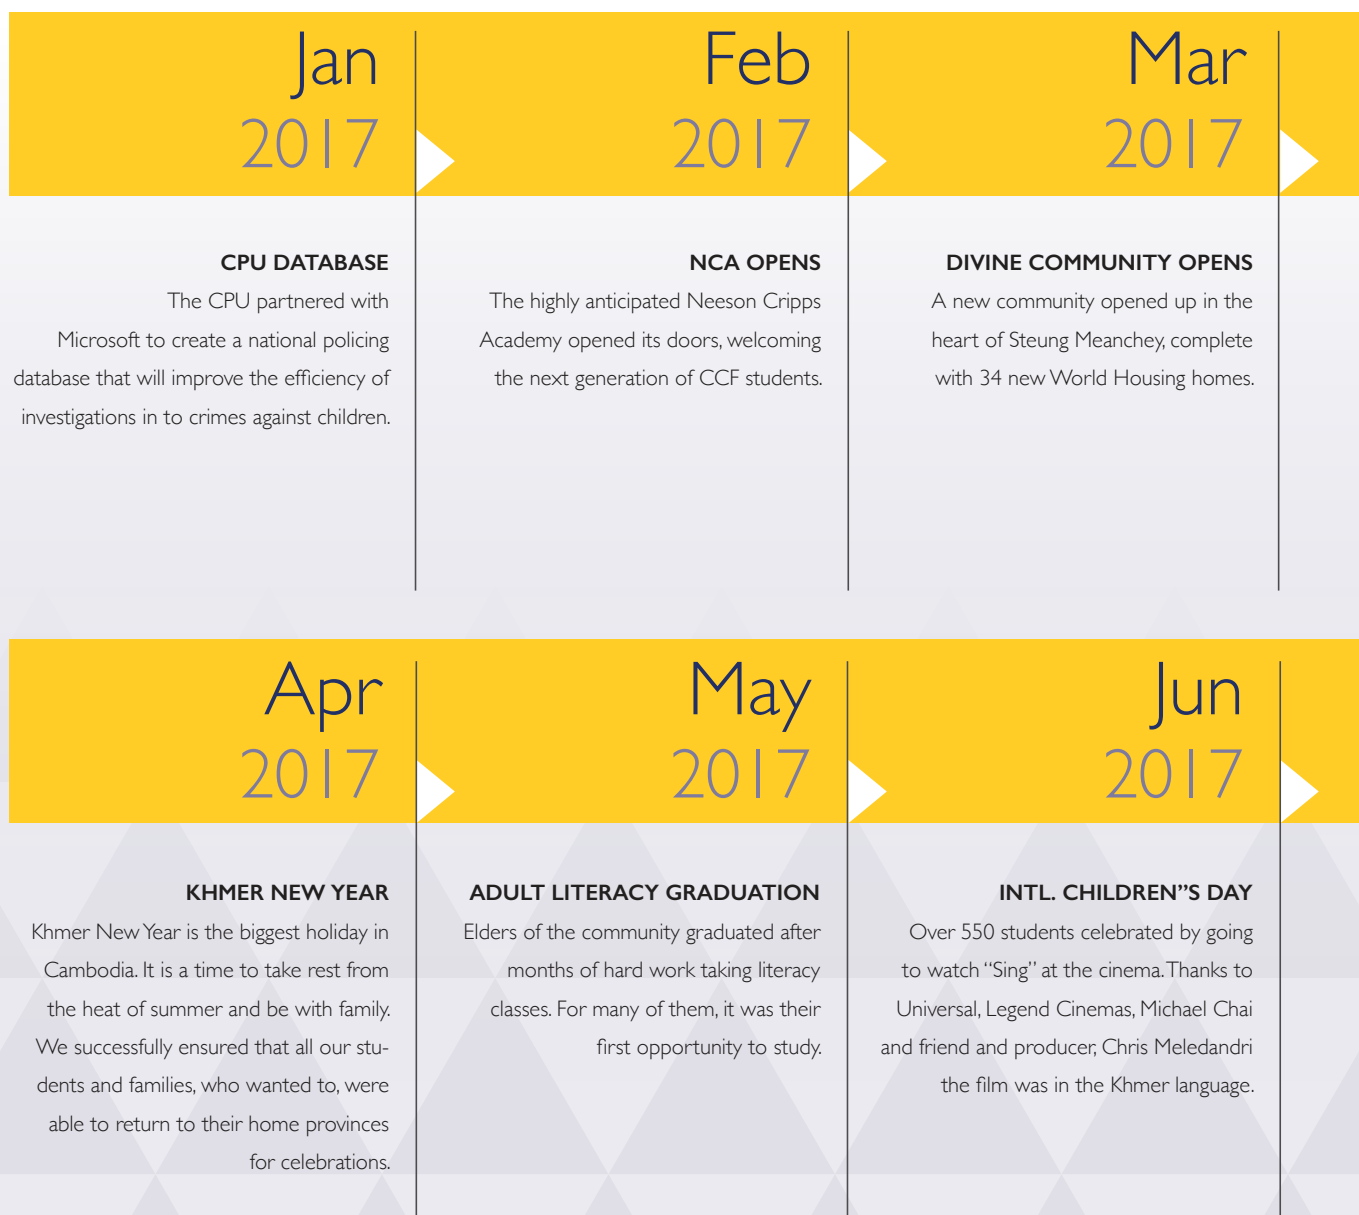 Jan
2017
CPU DATABASE
The CPU partnered with
Microsoft to create a national policing
database that will improve the efficiency of
investigations in to crimes against children.
Feb
2017
NCA OPENS
The highly anticipated Neeson Cripps
Academy opened its doors, welcoming
the next generation of CCF students.
Mar
2017
DIVINE COMMUNITY OPENS
A new community opened up in the
heart of Steung Meanchey, complete
with 34 new World Housing homes.
Apr
2017
KHMER NEW YEAR
Khmer New Year is the biggest holiday in
Cambodia. It is a time to take rest from
the heat of summer and be with family.
We successfully ensured that all our stu-
dents and families, who wanted to, were
able to return to their home provinces
for celebrations.
May
2017
ADULT LITERACY GRADUATION
Elders of the community graduated after
months of hard work taking literacy
classes. For many of them, it was their
first opportunity to study.
Jun
2017
INTL. CHILDREN”S DAY
Over 550 students celebrated by going
to watch “Sing” at the cinema. Thanks to
Universal, Legend Cinemas, Michael Chai
and friend and producer, Chris Meledandri
the film was in the Khmer language.